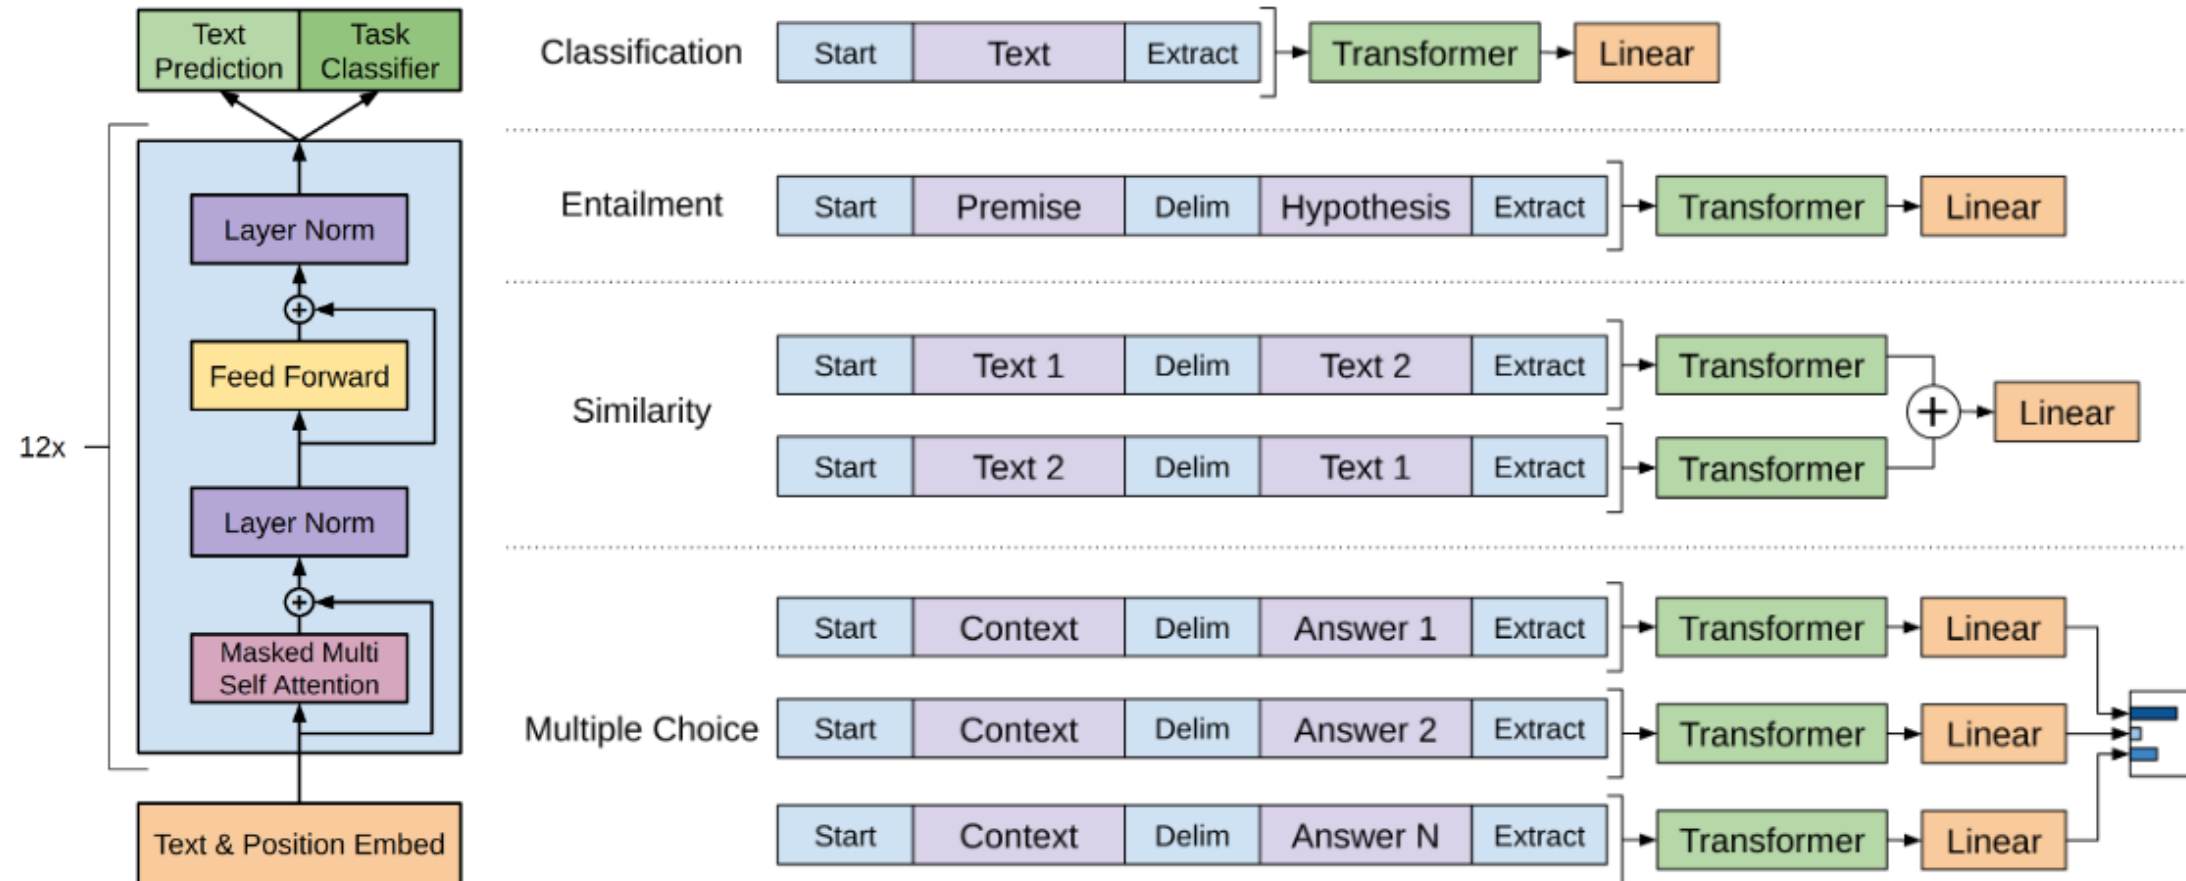 Text
Prediction
Task
Classifier
Layer Norm
Feed Forward
12x
Layer Norm
Masked Multi
Self Attention
Text & Position Embed
Classification
Start Text Extract Transformer Linear
Entailment
Start Premise Delim Hypothesis Extract Transformer Linear
Similarity
Start Text 1 Delim Text 2 Extract Transformer
+ Linear
Start Text 2 Delim Text 1 Extract Transformer
Multiple Choice
Start Context Delim Answer 1 Extract Transformer Linear
Start Context Delim Answer 2 Extract Transformer Linear
Start Context Delim Answer N Extract Transformer Linear